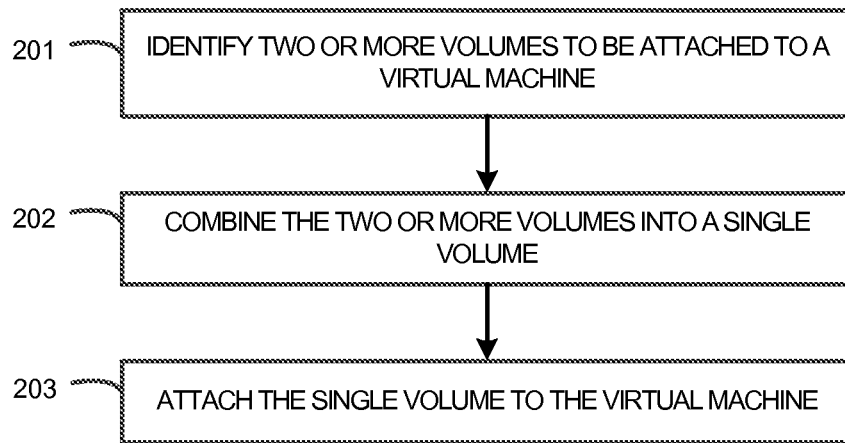 201
IDENTIFY TWO OR MORE VOLUMES TO BE ATTACHED TO A
VIRTUAL MACHINE
202
COMBINE THE TWO OR MORE VOLUMES INTO A SINGLE
VOLUME
203
ATTACH THE SINGLE VOLUME TO THE VIRTUAL MACHINE